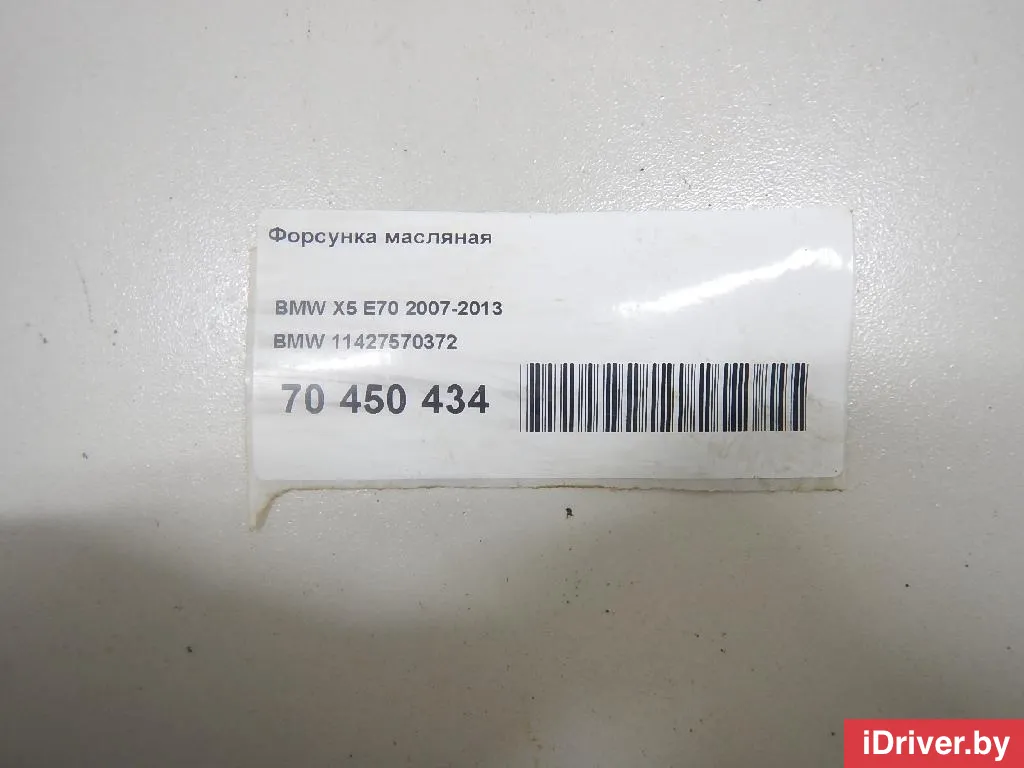 Форсунка масляная
BMW X5 E70 2007-2013
BMW 11427570372
70 450 434
iDriver.by